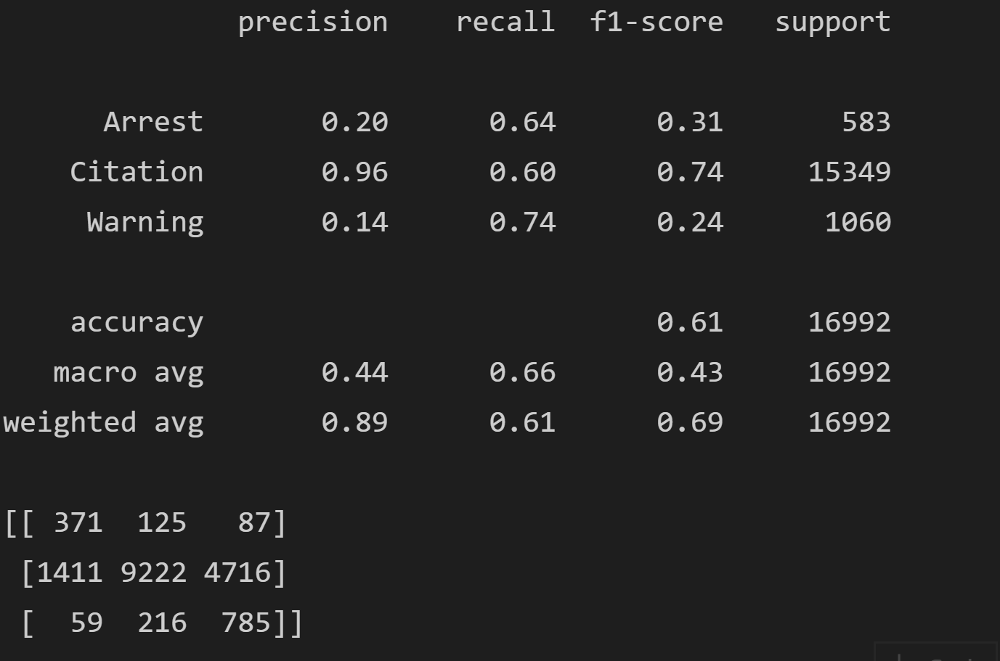 precision recall f1-score support
Arrest 0.20 0.64 0.31 583
Citation 0.96 0.60 0.74 15349
Warning 0.14 0.74 0.24 1060
accuracy 0.61 16992
macro avg 0.44 0.66 0.43 16992
weighted avg 0.89 0.61 0.69 16992
[[ 371 125 87]
[1411 9222 4716]
[ 59 216 785]]